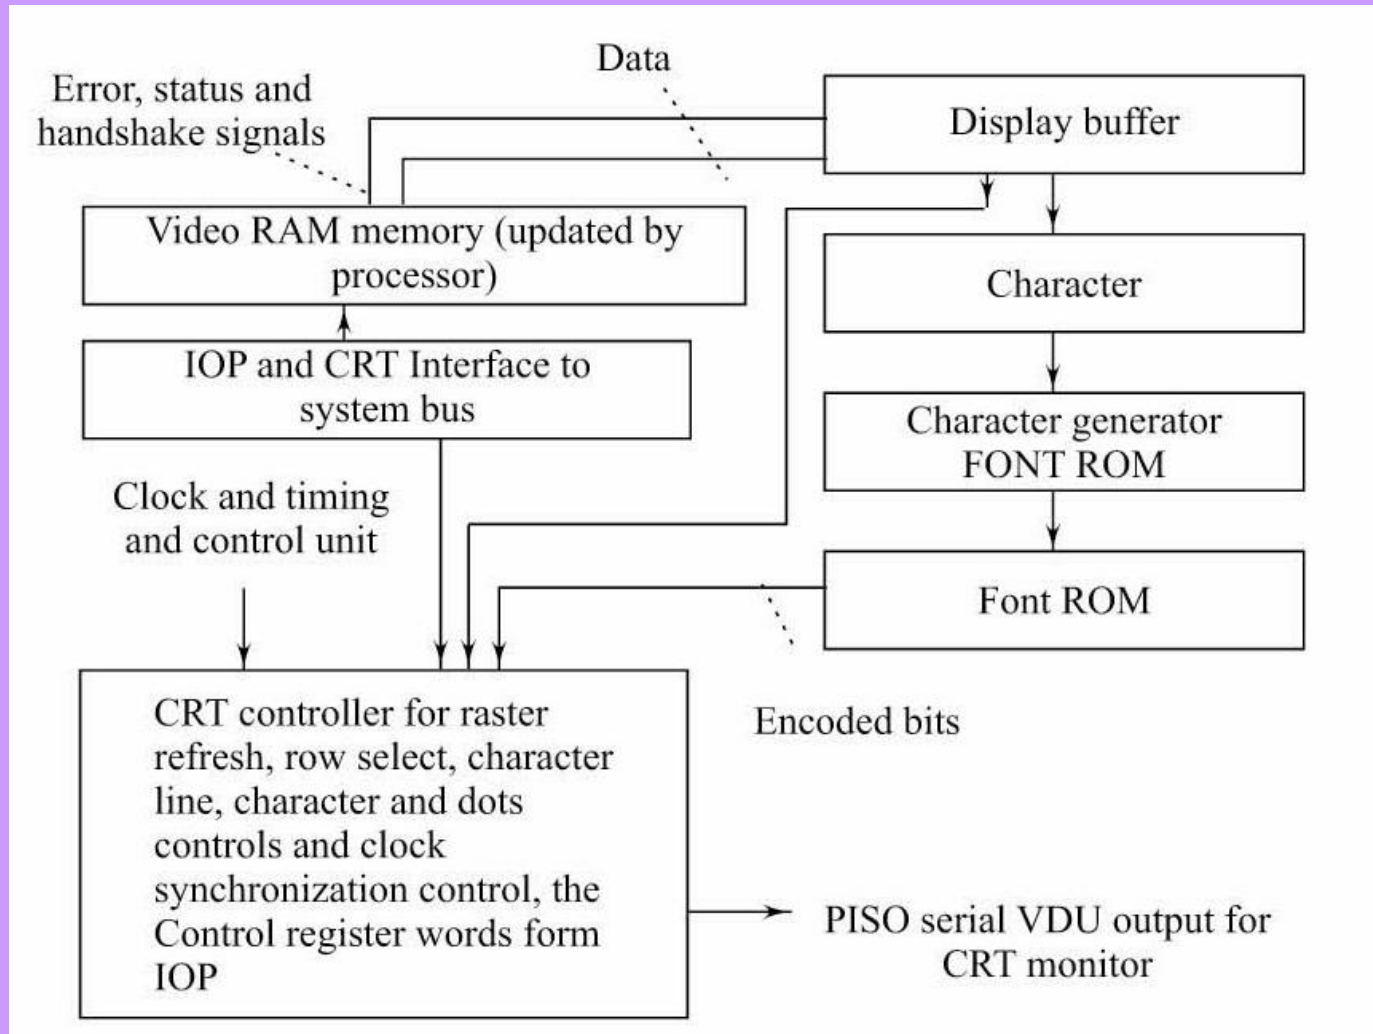 Data
Error, status and
handshake signals
Display buffer
Video RAM memory (updated by
processor)
Character
IOP and CRT Interface to
system bus
Character generator
FONT ROM
Clock and timing
and control unit
Font ROM
CRT controller for raster
refresh, row select, character
line, character and dots
controls and clock
synchronization control, the
Control register words form
IOP
Encoded bits
PISO serial VDU output for
CRT monitor